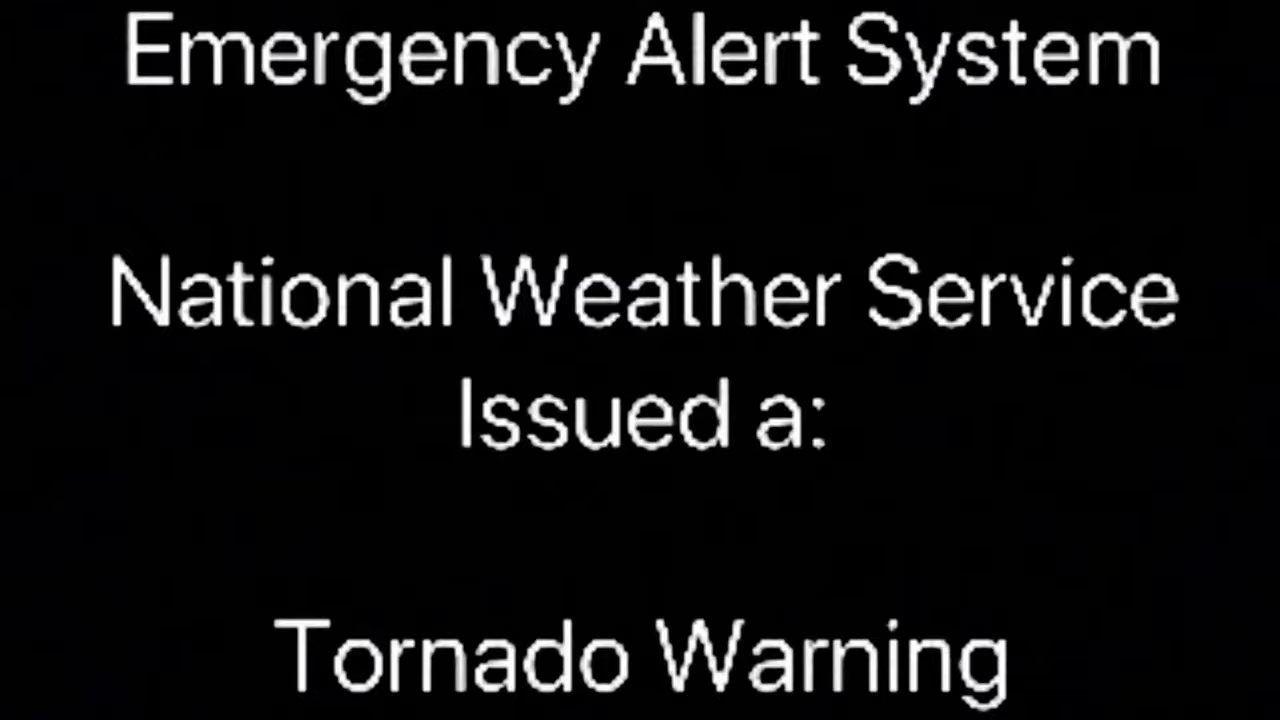 Emergency Alert System
National Weather Service
Issued a:
Tornado Warning